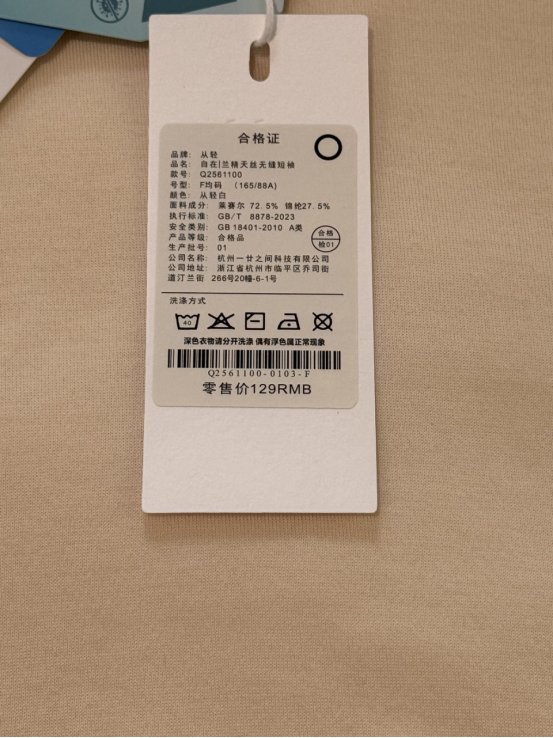 合格证
品牌: 从轻
品名: 自在|兰精天丝无缝短袖
款号: Q2561100
号型: F均码 (165/88A)
颜色: 从轻白
面料成分: 莱赛尔 72.5% 锦纶27.5%
执行标准: GB/T 8878-2023
安全类别: GB 18401-2010 A类
产品等级: 合格品
生产批号: 01
合格
检01
公司名称: 杭州一廿之间科技有限公司
公司地址: 浙江省杭州市临平区乔司街
道汀兰街 266号20幢-6-1号
洗涤方式
40
深色衣物请分开洗涤 偶有浮色属正常现象
Q2561100-0103-F
零售价129RMB